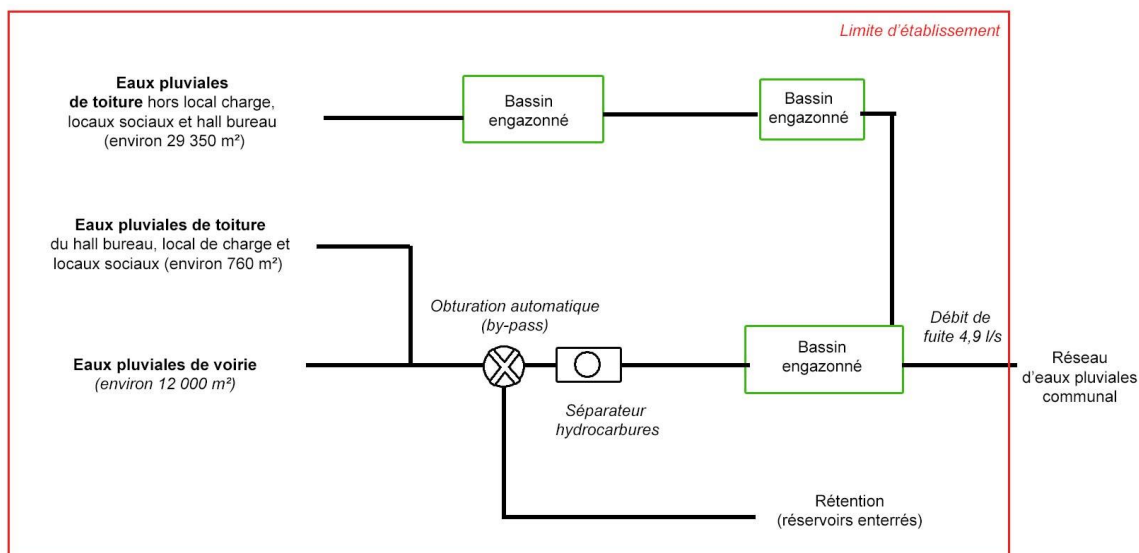 Limite d'établissement
Eaux pluviales
de toiture hors local charge,
locaux sociaux et hall bureau
(environ 29 350 m²)
Bassin
engazonné
Bassin
engazonné
Eaux pluviales de toiture
du hall bureau, local de charge et
locaux sociaux (environ 760 m²)
Obturation automatique
(by-pass)
Débit de
fuite 4,9 l/s
Eaux pluviales de voirie
(environ 12 000 m²)
Séparateur
hydrocarbures
Bassin
engazonné
Réseau
d'eaux pluviales
communal
Rétention
(réservoirs enterrés)